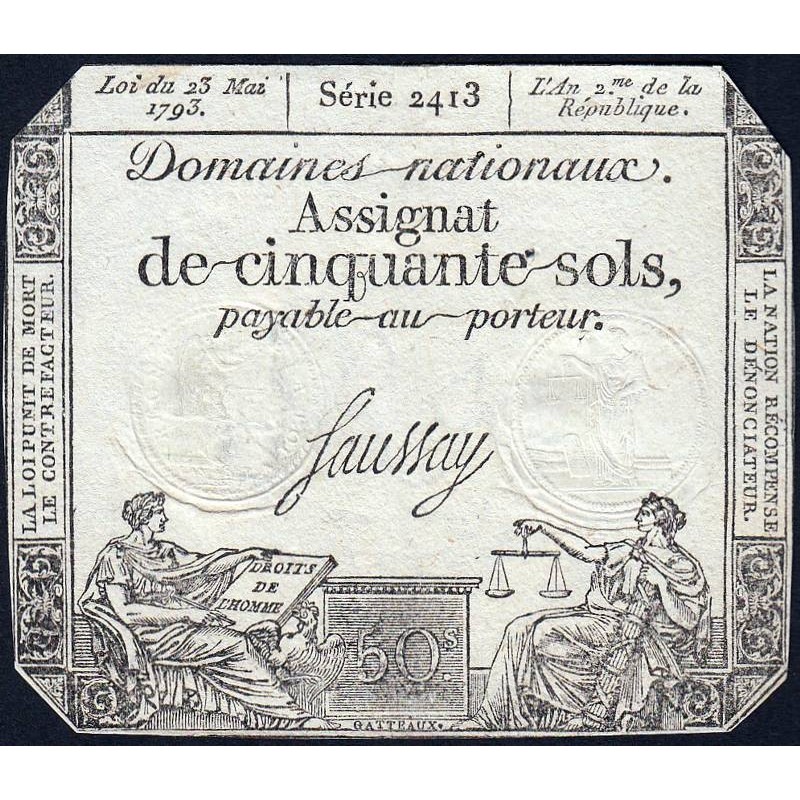 Loi du 23 Mai
1793.
Série 2413
L'An 2.me de la
République.
Domaines nationaux.
Assignat
de cinquante sols,
payable au porteur.
Saussay
LA LOI PUNIT DE MORT
LE CONTREFACTEUR.
LA NATION RÉCOMPENSE
LE DÉNONCIATEUR.
DROITS
DE
L'HOMME
50.s
GATTEAUX.